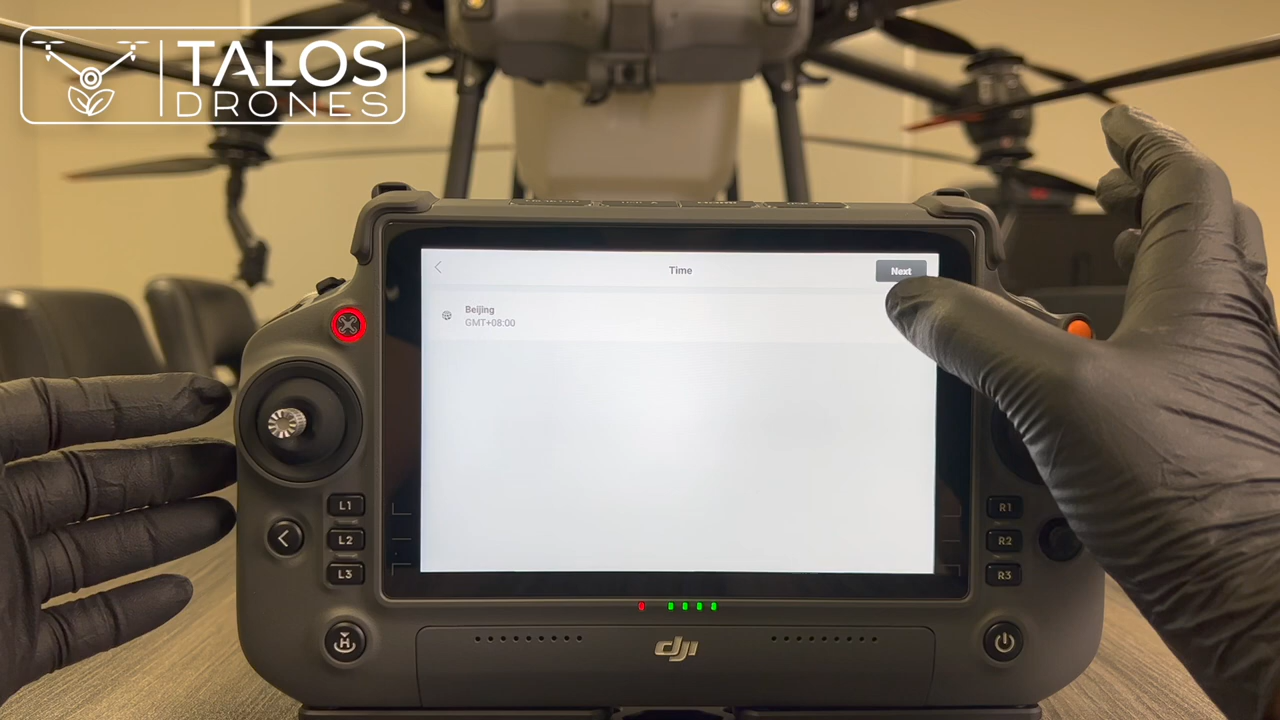 TALOS
DRONES
Time
Next
Beijing
GMT+08:00
L1
L2
L3
R1
R2
R3
H
dji